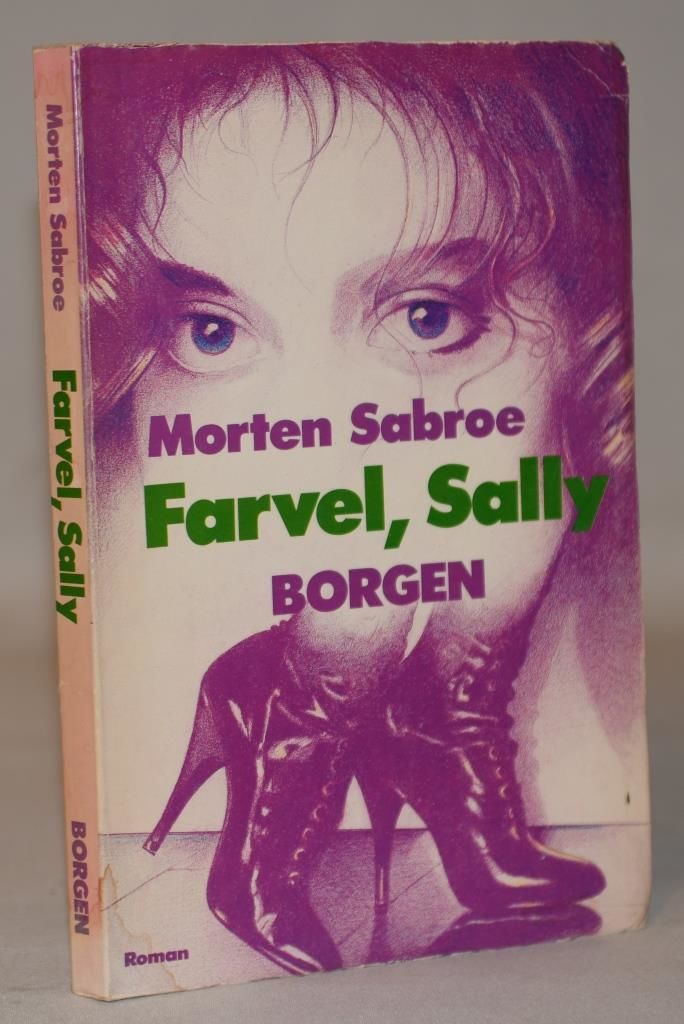 Morten Sabroe
Farvel, Sally
BORGEN
Morten Sabroe
Farvel, Sally
BORGEN
Roman